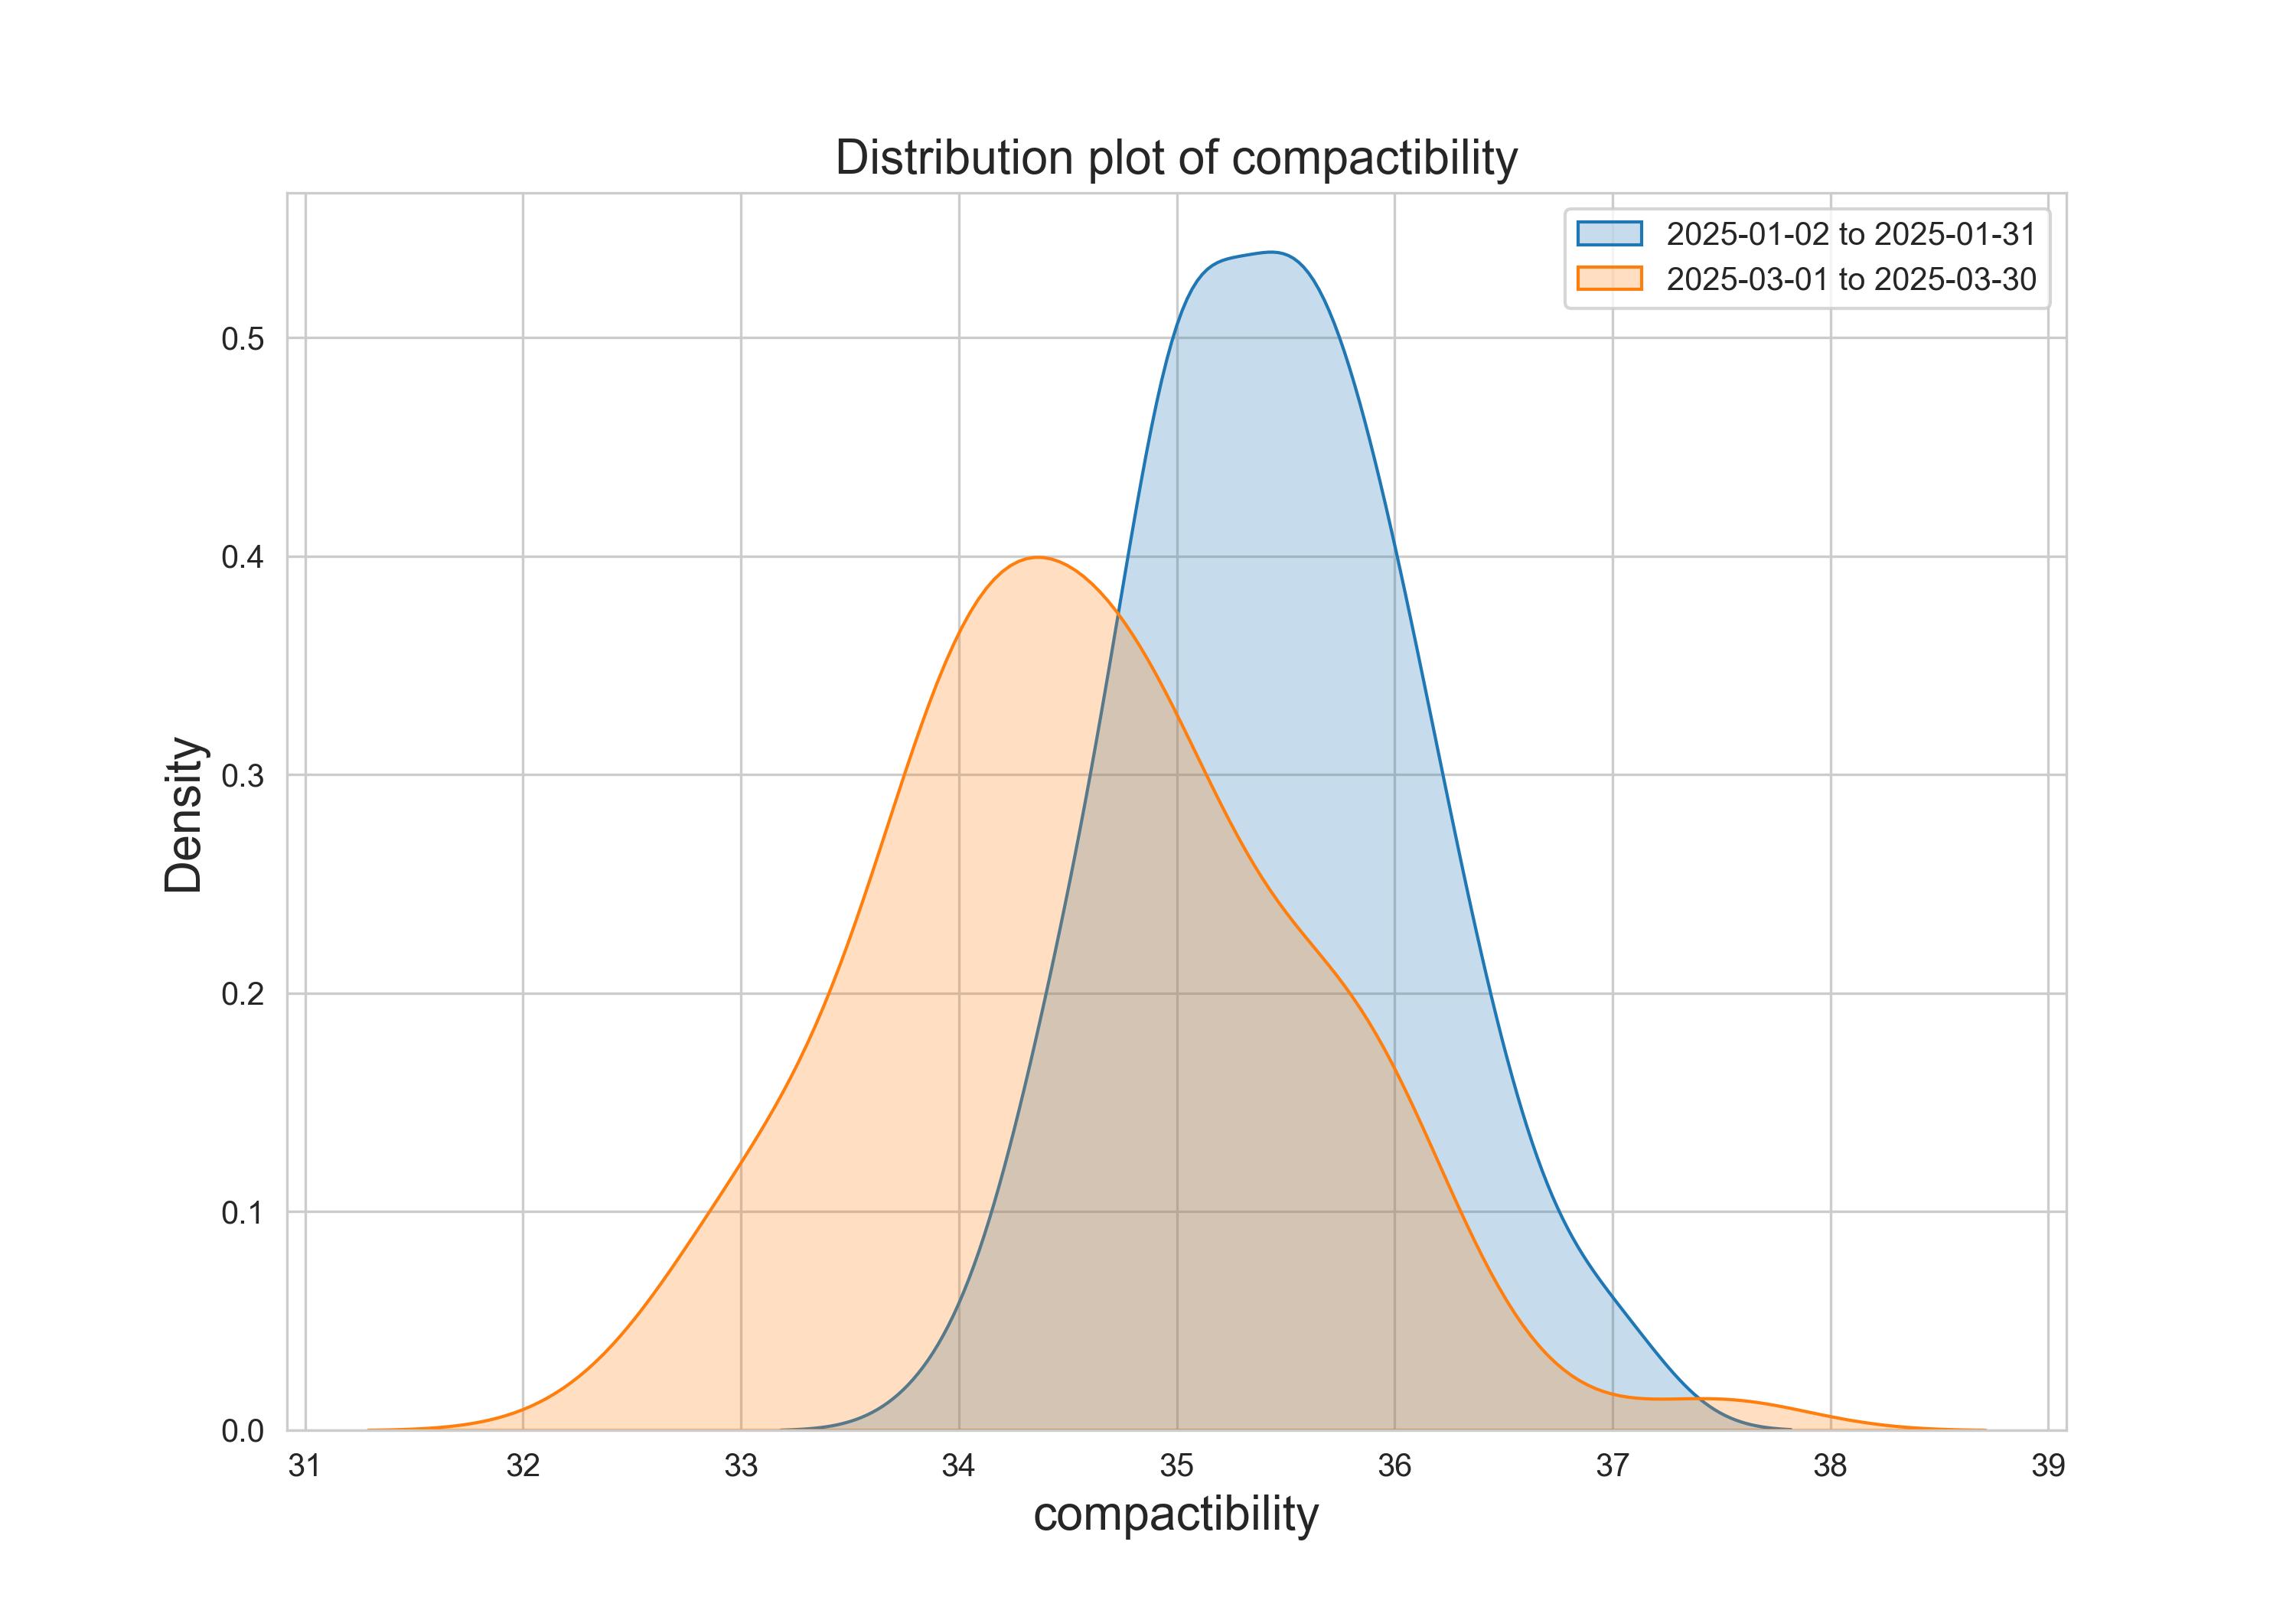 Distribution plot of compactibility
2025-01-02 to 2025-01-31
2025-03-01 to 2025-03-30
Density
0.5
0.4
0.3
0.2
0.1
0.0
31 32 33 34 35 36 37 38 39
compactibility